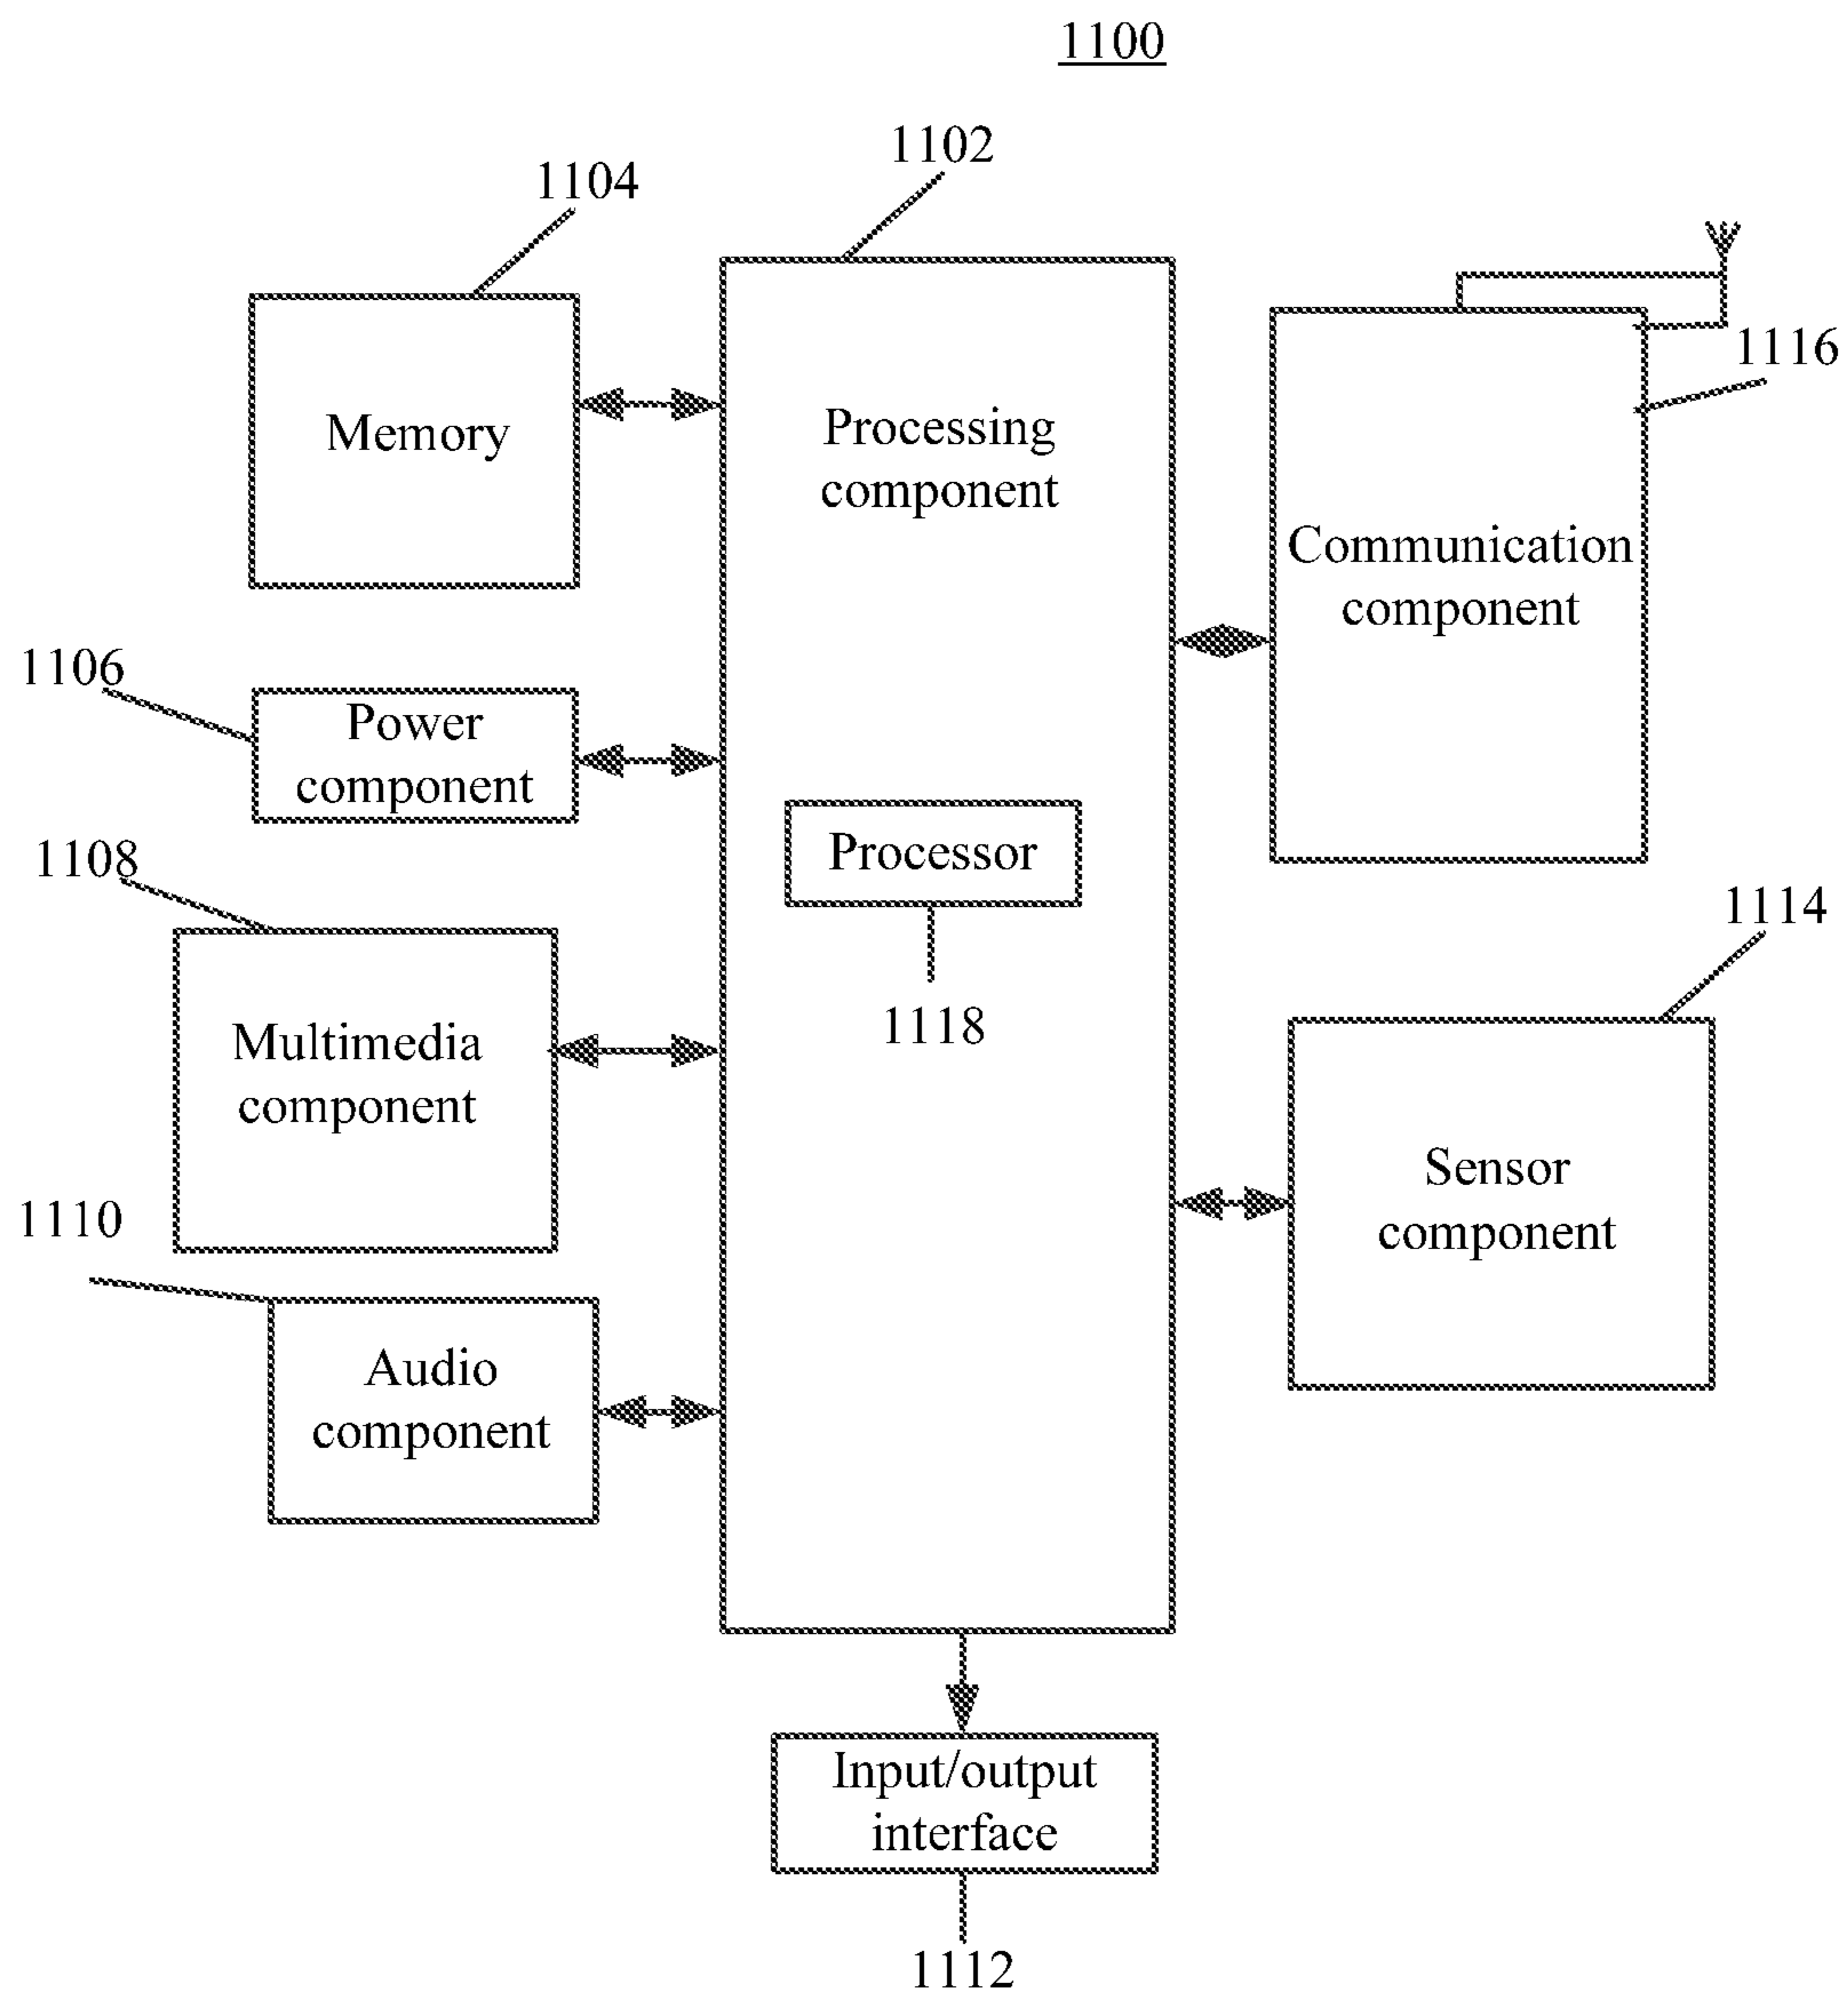 1100
1102
1104
Memory
Processing
component
1116
Communication
component
1106
Power
component
Processor
1118
1108
Multimedia
component
1114
Sensor
component
1110
Audio
component
Input/output
interface
1112